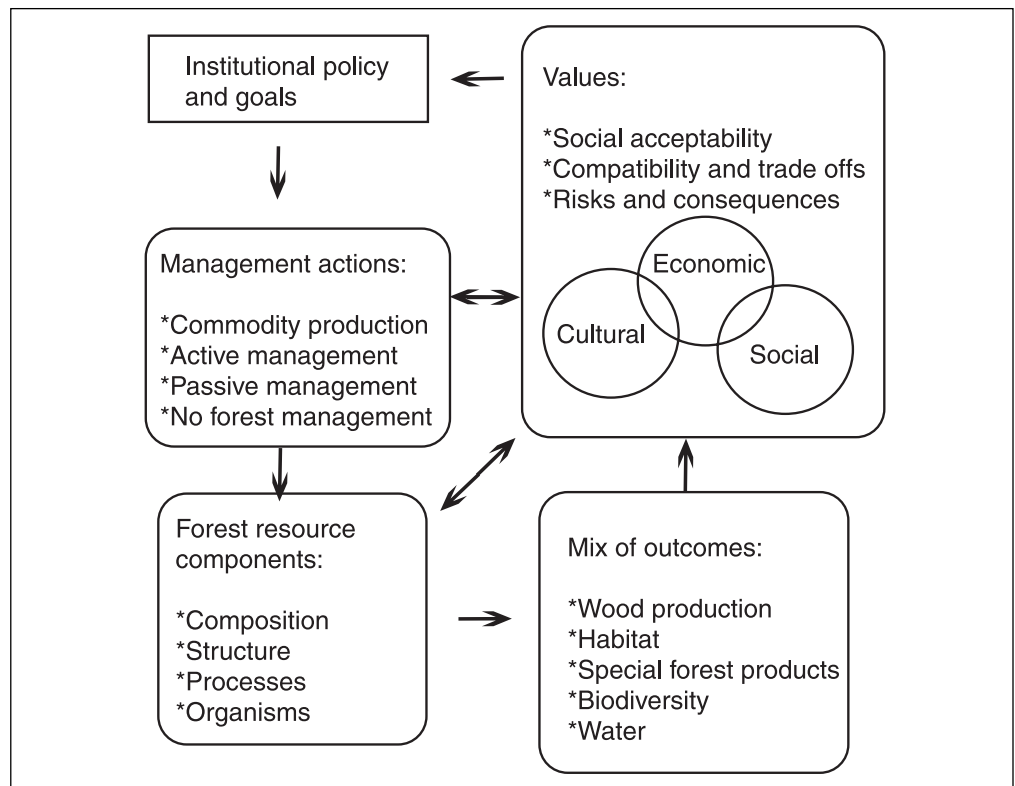 Institutional policy
and goals
Values:
*Social acceptability
*Compatibility and trade offs
*Risks and consequences
Economic
Cultural
Social
Management actions:
*Commodity production
*Active management
*Passive management
*No forest management
Forest resource
components:
*Composition
*Structure
*Processes
*Organisms
Mix of outcomes:
*Wood production
*Habitat
*Special forest products
*Biodiversity
*Water